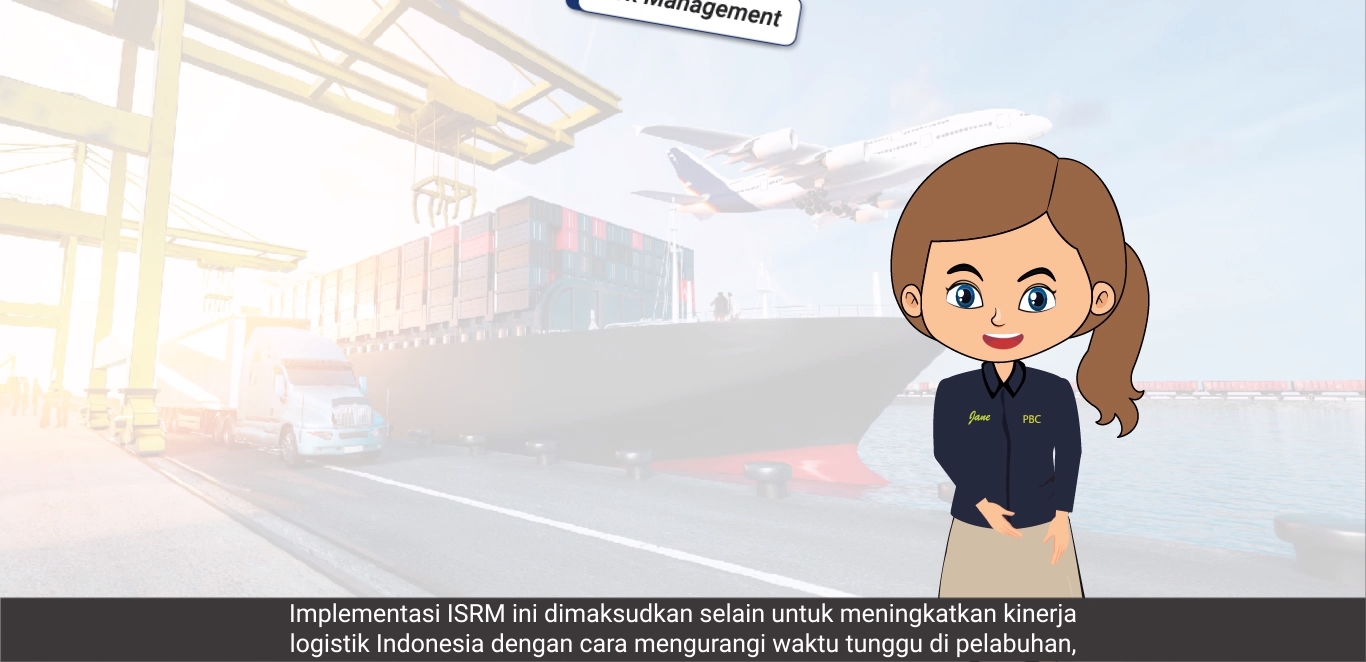 Management
Jane
PBC
Implementasi ISRM ini dimaksudkan selain untuk meningkatkan kinerja
logistik Indonesia dengan cara mengurangi waktu tunggu di pelabuhan,